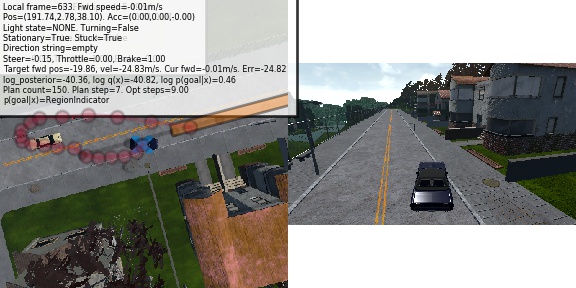 Local frame=633. Fwd speed=-0.01m/s
Pos=(191.74,2.78,38.10). Acc=(0.00,0.00,-0.00)
Light state=NONE. Turning=False
Stationary=True. Stuck=True
Direction string=empty
Steer=-0.15, Throttle=0.00, Brake=1.00
Target fwd pos=-19.86, vel=-24.83m/s. Cur fwd=-0.01m/s. Err=-24.82
log_posterior=-40.36, log q(x)=-40.82, log p(goal|x)=0.46
Plan count=150. Plan step=7. Opt steps=9.00
p(goal|x)=RegionIndicator